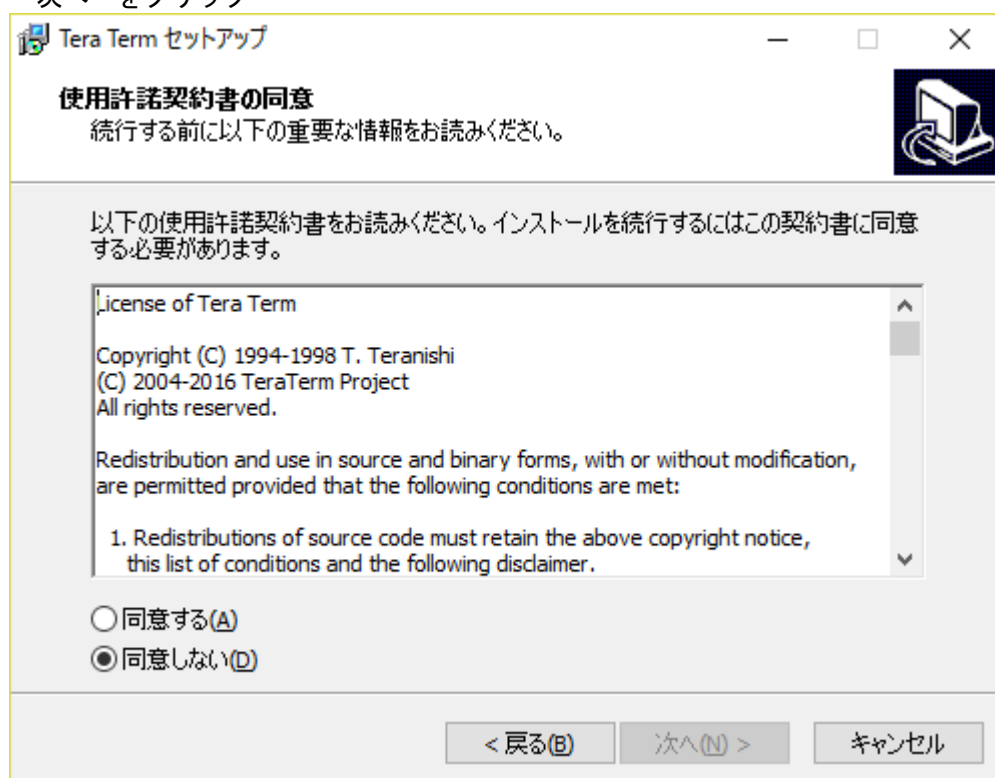 Tera Term セットアップ
使用許諾契約書の同意
続行する前に以下の重要な情報をお読みください。
以下の使用許諾契約書をお読みください。インストールを続行するにはこの契約書に同意
する必要があります。
License of Tera Term
Copyright (C) 1994-1998 T. Teranishi
(C) 2004-2016 TeraTerm Project
All rights reserved.
Redistribution and use in source and binary forms, with or without modification,
are permitted provided that the following conditions are met:
1. Redistributions of source code must retain the above copyright notice,
this list of conditions and the following disclaimer.
同意する(A)
同意しない(D)
< 戻る(B) 次へ(N) > キャンセル